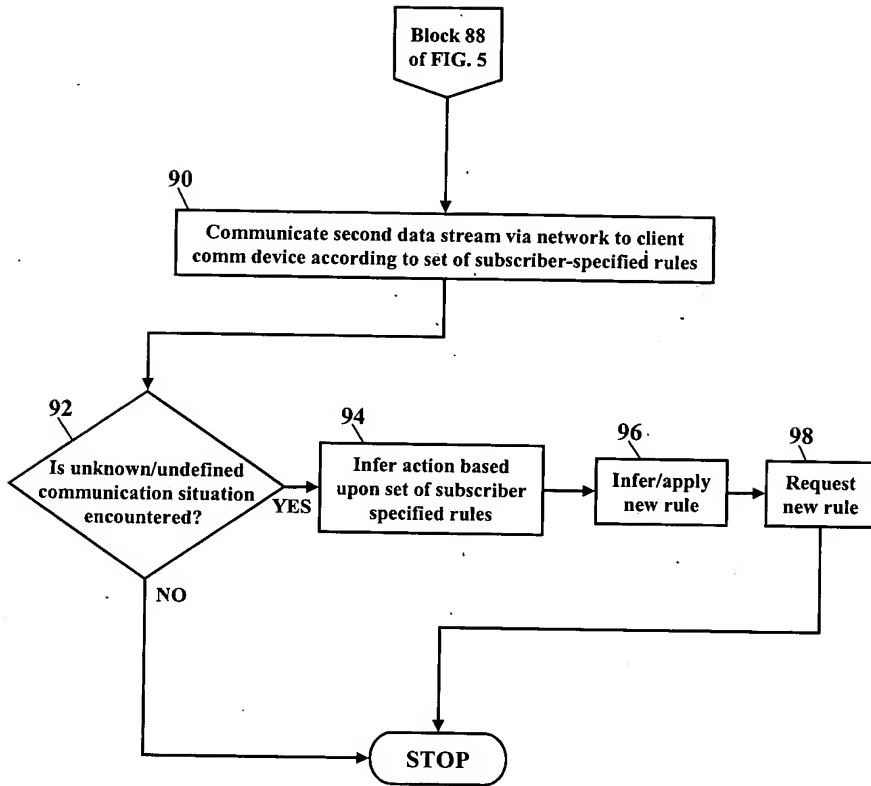 Block 88
of FIG. 5
90
Communicate second data stream via network to client
comm device according to set of subscriber-specified rules
92
Is unknown/undefined
communication situation
encountered?
YES
NO
94
Infer action based
upon set of subscriber
specified rules
96
Infer/apply
new rule
98
Request
new rule
STOP